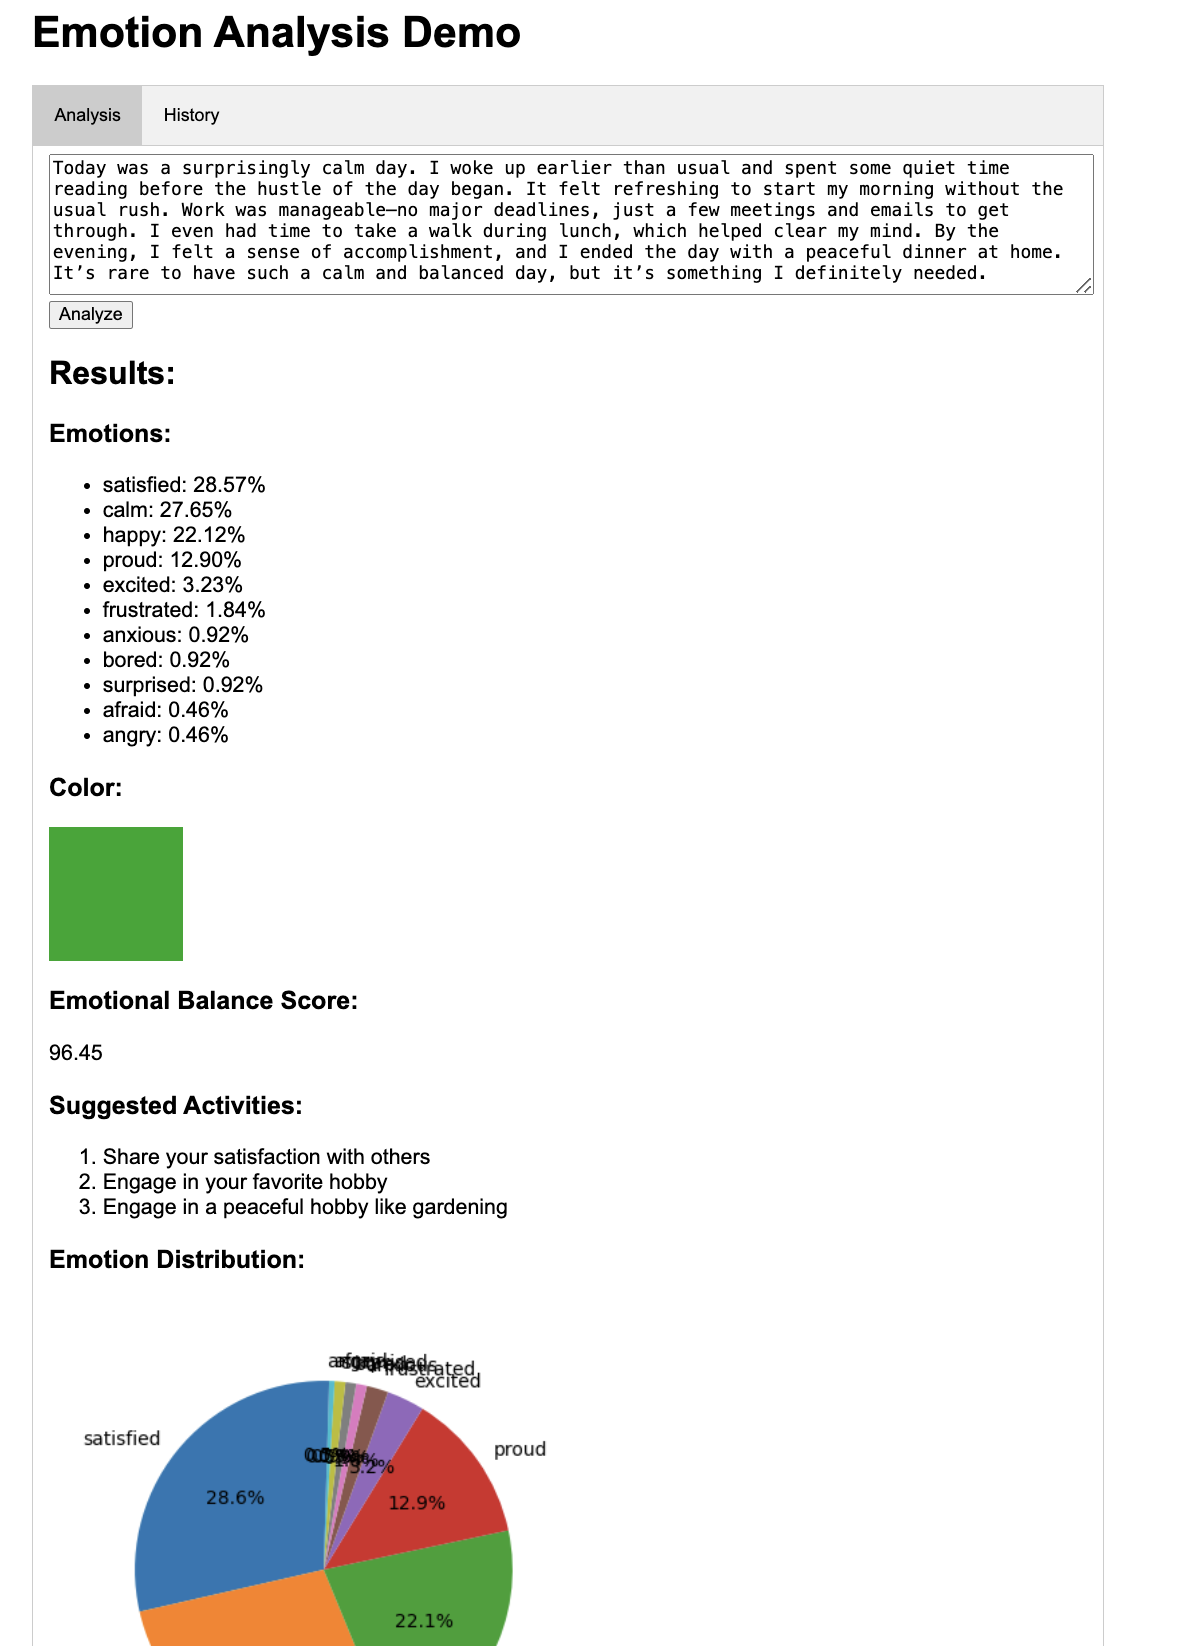 Emotion Analysis Demo
Analysis History
Today was a surprisingly calm day. I woke up earlier than usual and spent some quiet time
reading before the hustle of the day began. It felt refreshing to start my morning without the
usual rush. Work was manageable—no major deadlines, just a few meetings and emails to get
through. I even had time to take a walk during lunch, which helped clear my mind. By the
evening, I felt a sense of accomplishment, and I ended the day with a peaceful dinner at home.
It’s rare to have such a calm and balanced day, but it’s something I definitely needed.
Analyze
Results:
Emotions:
• satisfied: 28.57%
• calm: 27.65%
• happy: 22.12%
• proud: 12.90%
• excited: 3.23%
• frustrated: 1.84%
• anxious: 0.92%
• bored: 0.92%
• surprised: 0.92%
• afraid: 0.46%
• angry: 0.46%
Color:
Emotional Balance Score:
96.45
Suggested Activities:
1. Share your satisfaction with others
2. Engage in your favorite hobby
3. Engage in a peaceful hobby like gardening
Emotion Distribution:
frustrated
excited
satisfied
proud
3.2%
28.6%
12.9%
22.1%